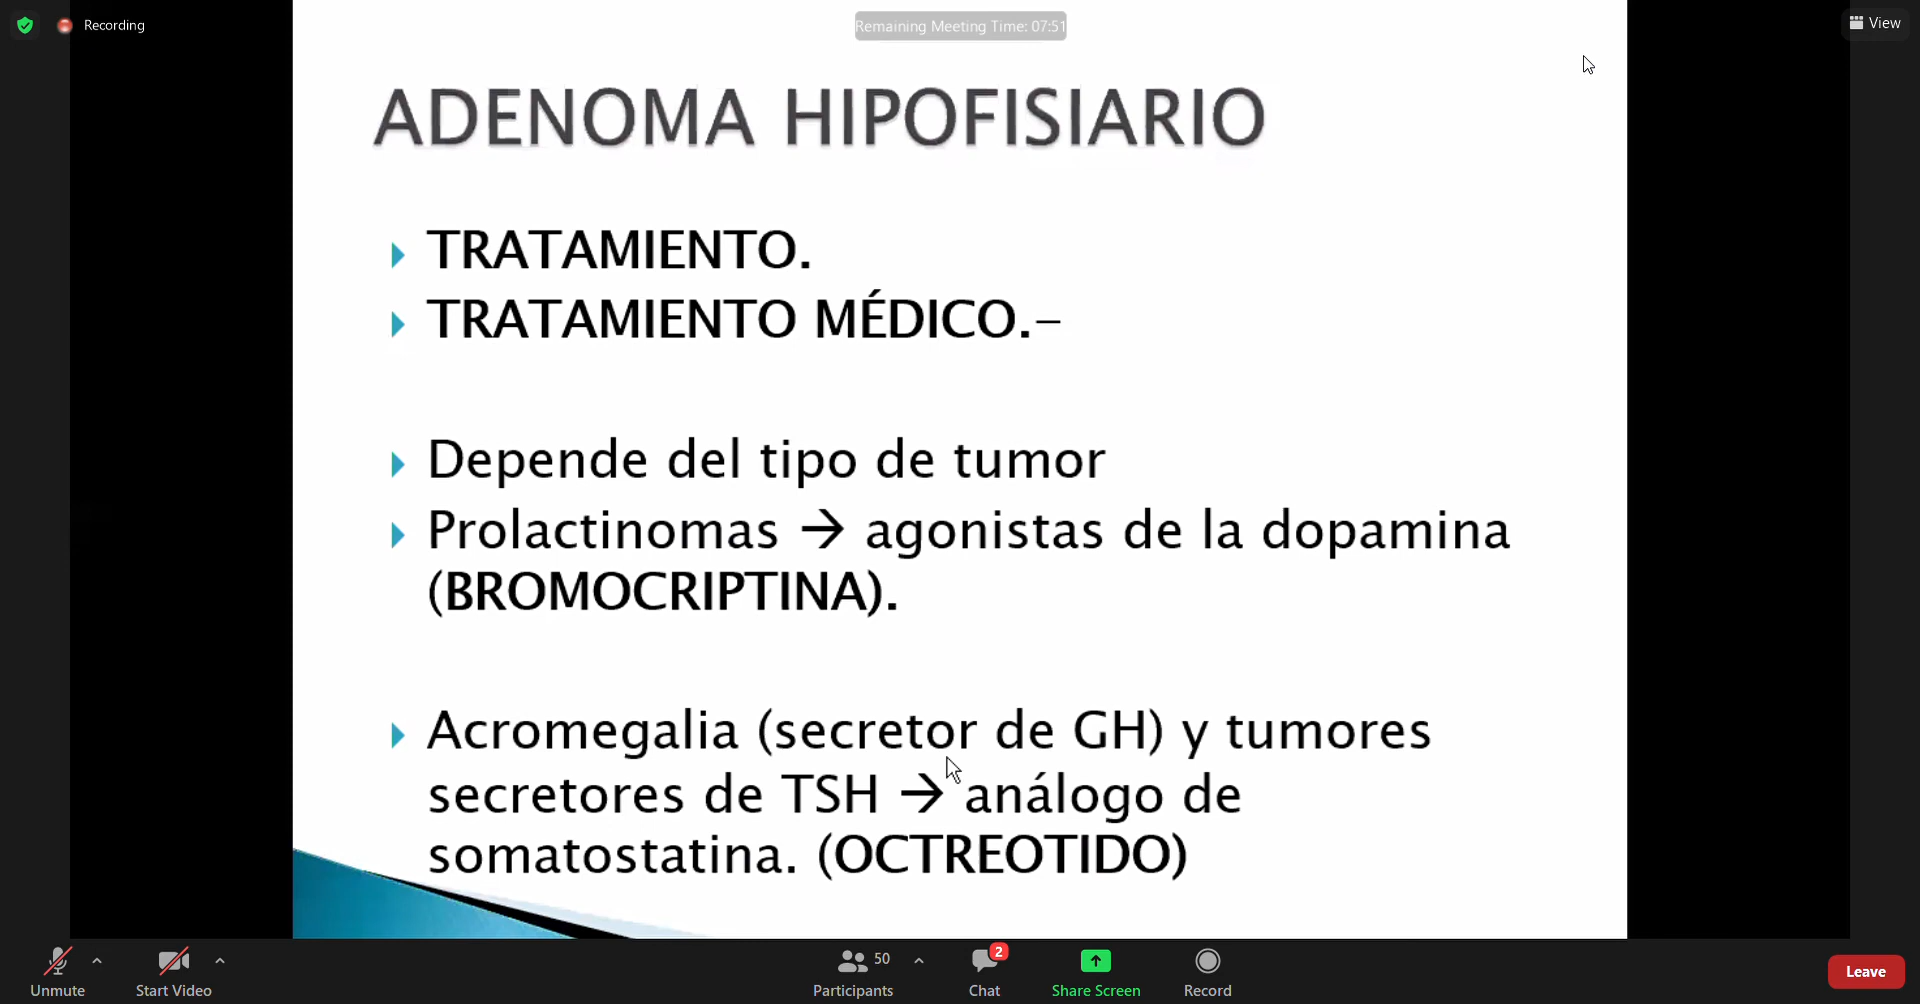 Recording
Remaining Meeting Time: 07:51
View
ADENOMA HIPOFISIARIO
TRATAMIENTO.
TRATAMIENTO MÉDICO.–
Depende del tipo de tumor
Prolactinomas → agonistas de la dopamina
(BROMOCRIPTINA).
Acromegalia (secretor de GH) y tumores
secretores de TSH → análogo de
somatostatina. (OCTREOTIDO)
Unmute
Start Video
50
Participants
2
Chat
Share Screen
Record
Leave